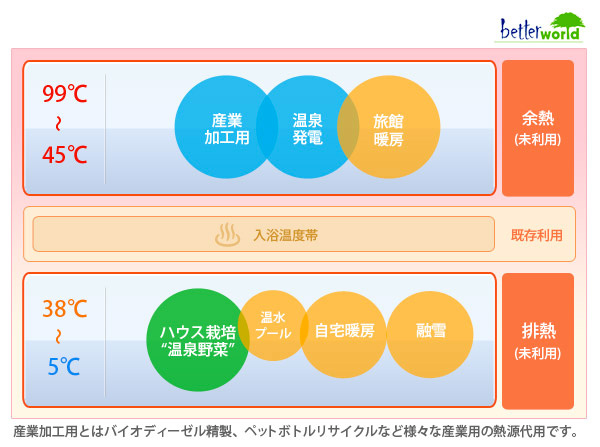 betterworld
99℃
～
45℃
産業
加工用
温泉
発電
旅館
暖房
余熱
(未利用)
入浴温度帯
既存利用
38℃
～
5℃
ハウス栽培
“温泉野菜”
温水
プール
自宅暖房
融雪
排熱
(未利用)
産業加工用とはバイオディーゼル精製、ペットボトルリサイクルなど様々な産業用の熱源代用です。